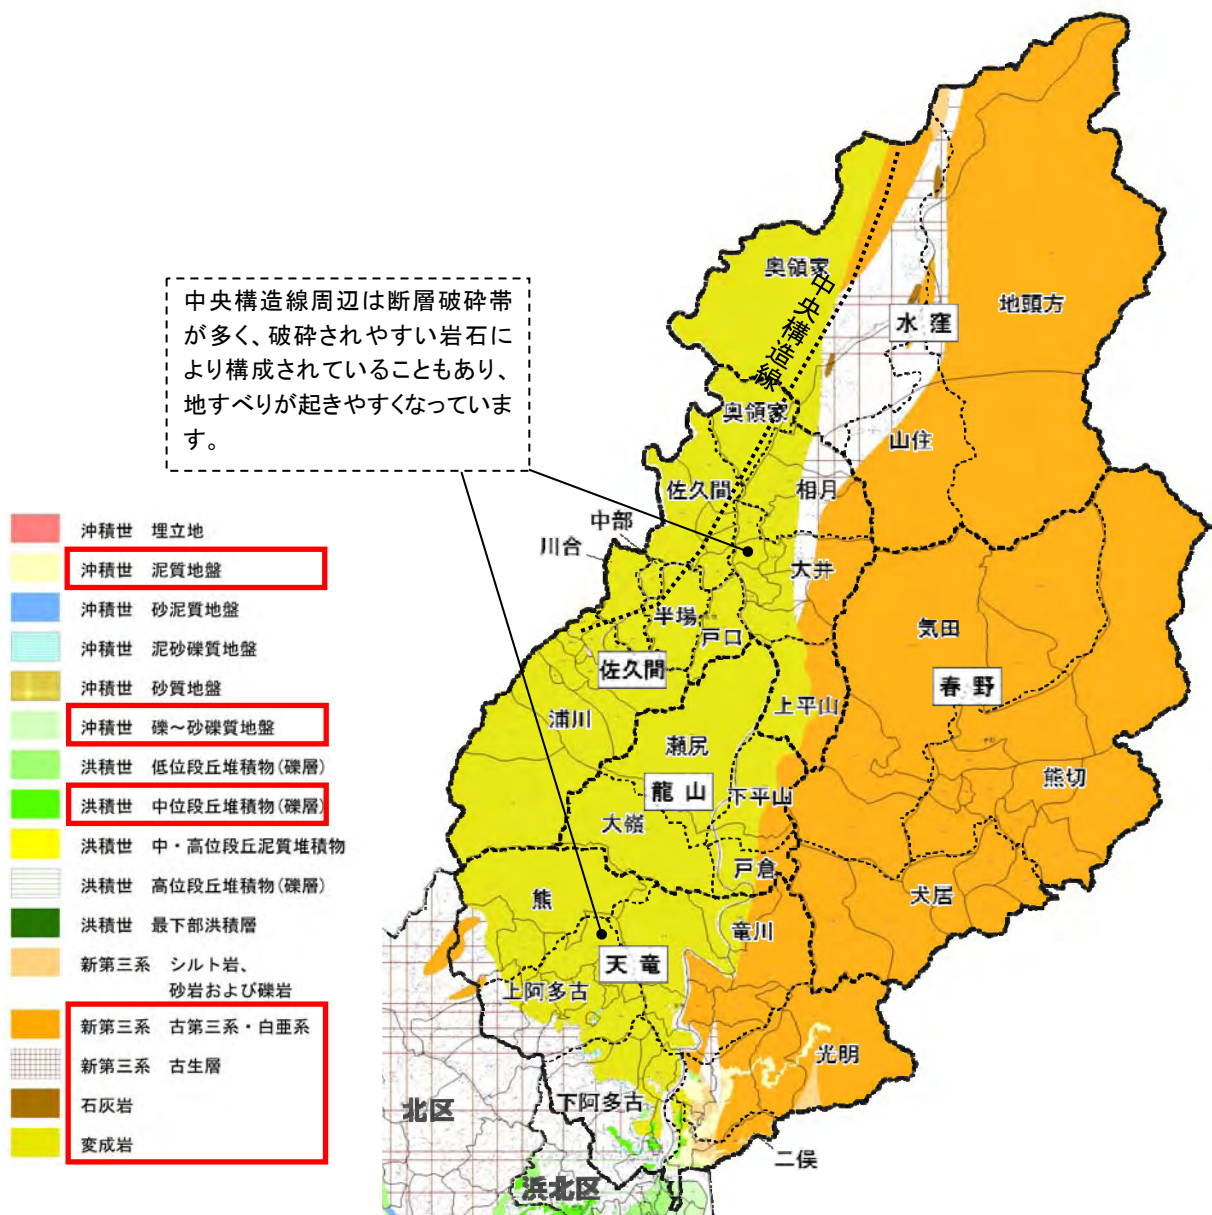 中央構造線周辺は断層破砕帯
が多く、破砕されやすい岩石に
より構成されていることもあり、
地すべりが起きやすくなっていま
す。
沖積世 埋立地
沖積世 泥質地盤
沖積世 砂泥質地盤
沖積世 泥砂礫質地盤
沖積世 砂質地盤
沖積世 礫～砂礫質地盤
洪積世 低位段丘堆積物(礫層)
洪積世 中位段丘堆積物(礫層)
洪積世 中・高位段丘泥質堆積物
洪積世 高位段丘堆積物(礫層)
洪積世 最下部洪積層
新第三系 シルト岩、
砂岩および礫岩
新第三系 古第三系・白亜系
新第三系 古生層
石灰岩
変成岩
奥領家
中央構造線
水窪
地頭方
奥領家
山住
佐久間
相月
中部
川合
大井
半場
戸口
気田
佐久間
春野
浦川
上平山
瀬尻
龍山
下平山
熊切
大嶺
戸倉
熊
犬居
竜川
天竜
上阿多古
光明
下阿多古
北区
二俣
浜北区